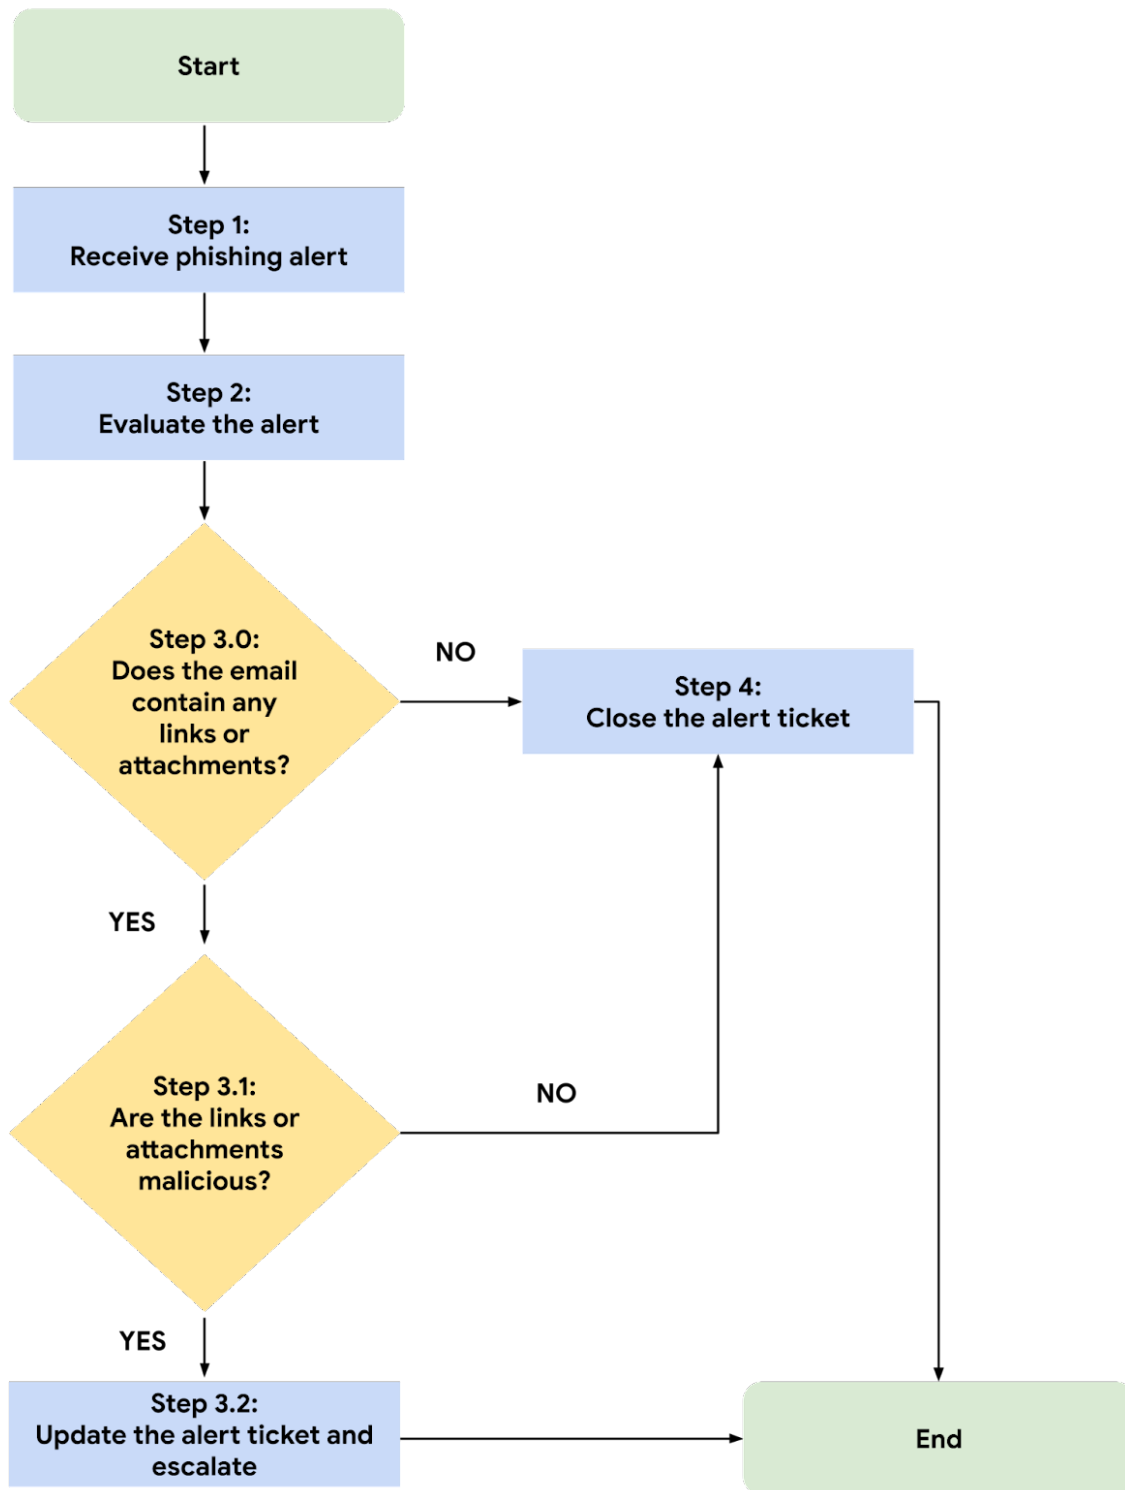 Start
Step 1:
Receive phishing alert
Step 2:
Evaluate the alert
Step 3.0:
Does the email
contain any
links or
attachments?
NO
Step 4:
Close the alert ticket
YES
Step 3.1:
Are the links or
attachments
malicious?
NO
YES
Step 3.2:
Update the alert ticket and
escalate
End